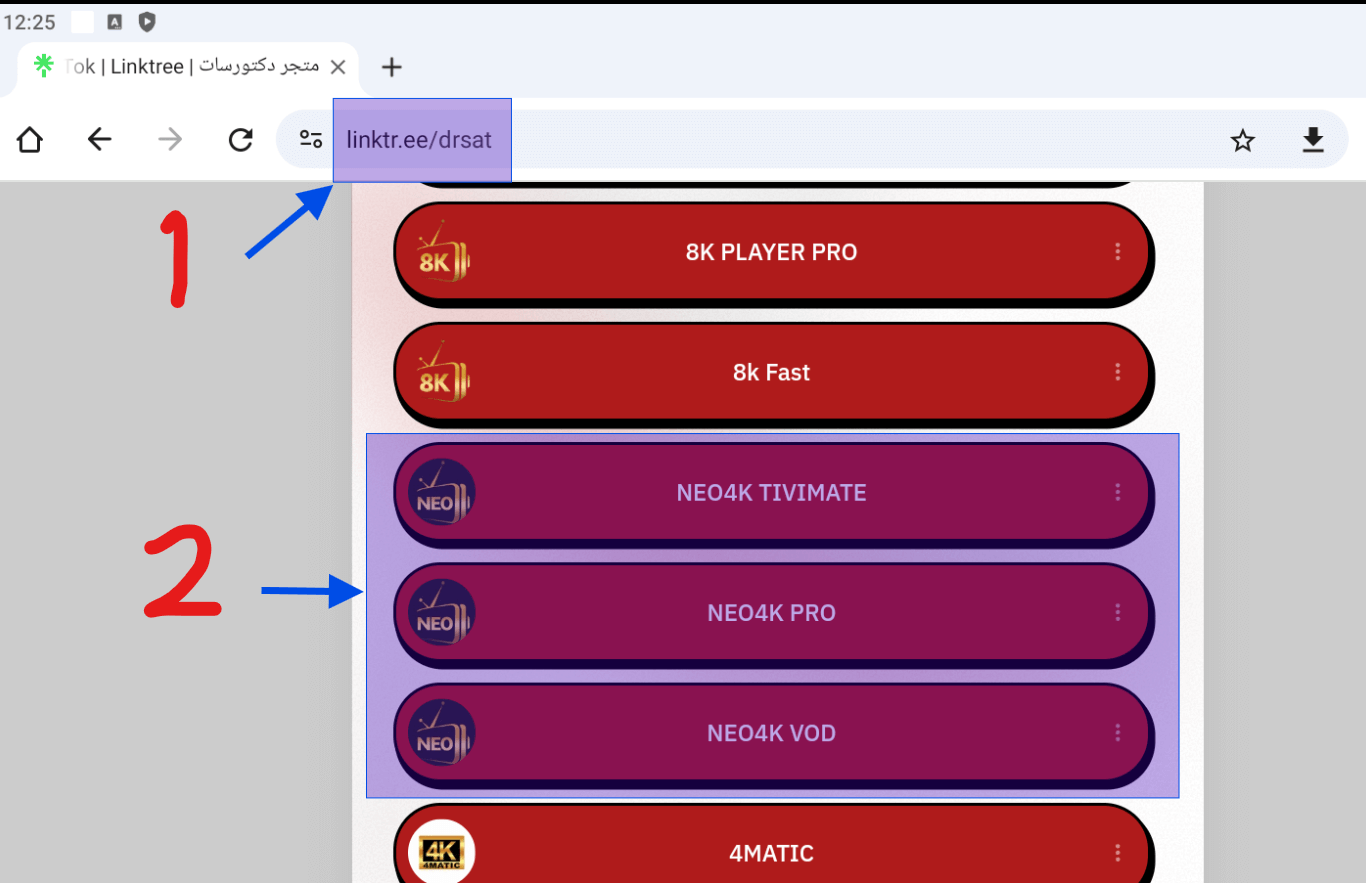 12:25
Tok | Linktree | متجر دكتورسات
linktr.ee/drsat
1
8K
8K PLAYER PRO
8K
8k Fast
NEO
NEO4K TIVIMATE
2
NEO
NEO4K PRO
NEO
NEO4K VOD
4K
4MATIC
4MATIC